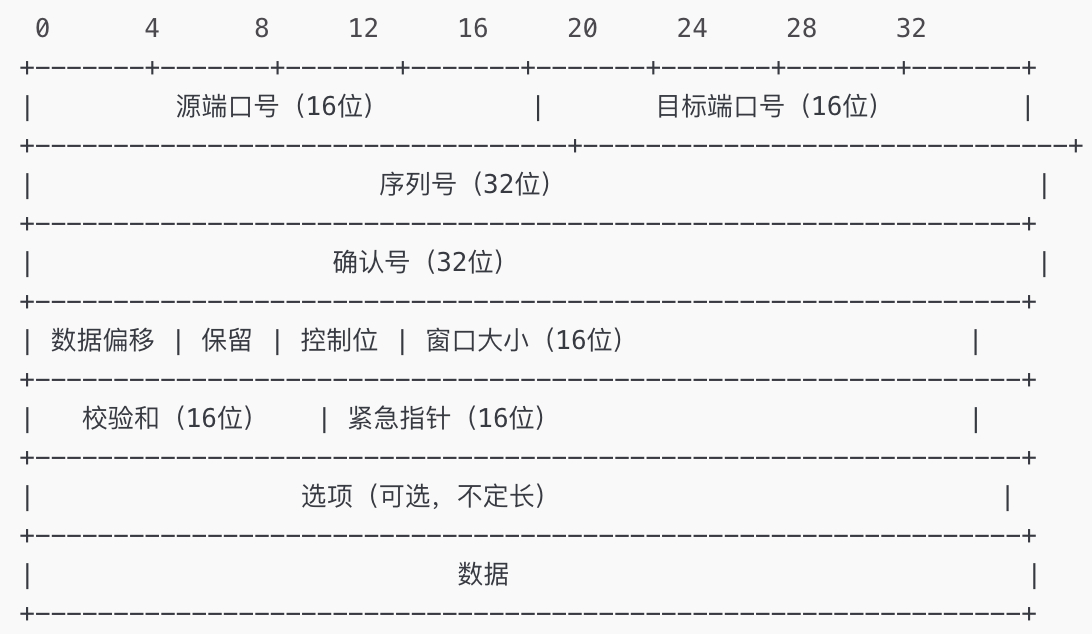 0 4 8 12 16 20 24 28 32
+-------+-------+-------+-------+-------+-------+-------+-------+
| 源端口号（16位） | 目标端口号（16位） |
+----------------------------------+-------------------------------+
| 序列号（32位） |
+---------------------------------------------------------------+
| 确认号（32位） |
+---------------------------------------------------------------+
| 数据偏移 | 保留 | 控制位 | 窗口大小（16位） |
+---------------------------------------------------------------+
| 校验和（16位） | 紧急指针（16位） |
+---------------------------------------------------------------+
| 选项（可选，不定长） |
+---------------------------------------------------------------+
| 数据 |
+---------------------------------------------------------------+